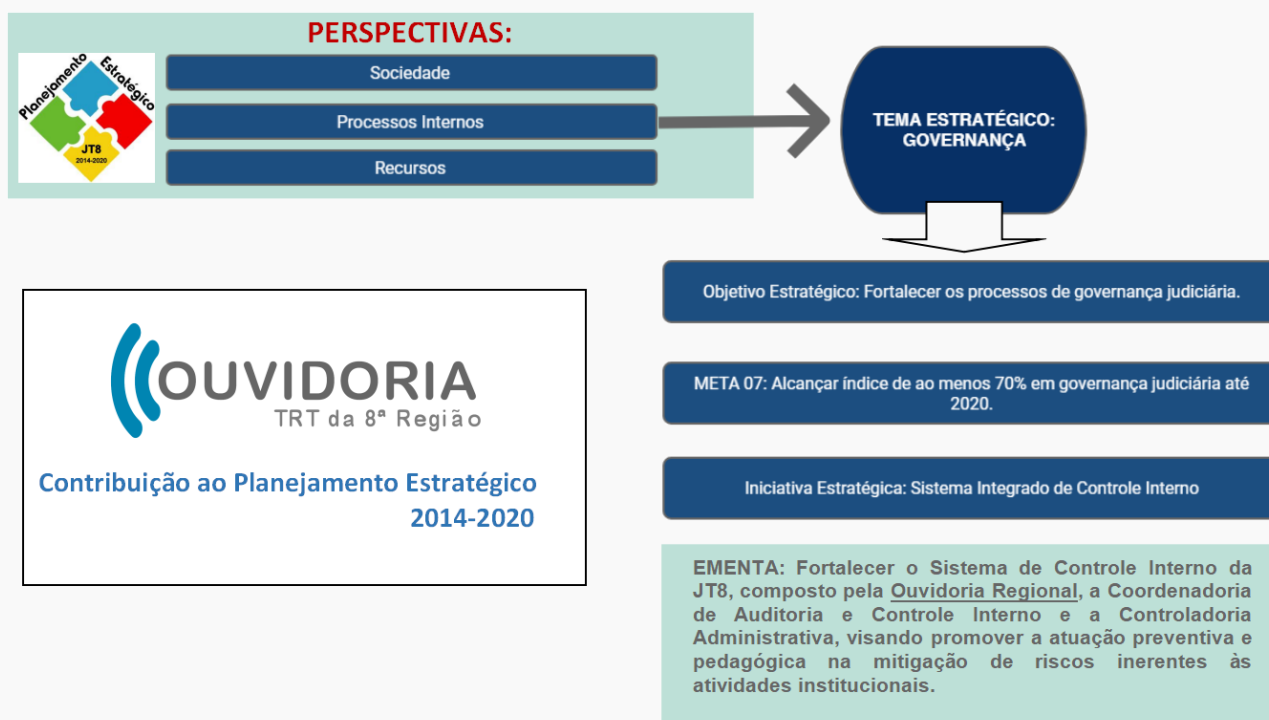 PERSPECTIVAS:
Planejamento Estratégico
JT8
2014-2020
Sociedade
Processos Internos
Recursos
TEMA ESTRATÉGICO:
GOVERNANÇA
Objetivo Estratégico: Fortalecer os processos de governança judiciária.
META 07: Alcançar índice de ao menos 70% em governança judiciária até
2020.
Iniciativa Estratégica: Sistema Integrado de Controle Interno
EMENTA: Fortalecer o Sistema de Controle Interno da
JT8, composto pela Ouvidoria Regional, a Coordenadoria
de Auditoria e Controle Interno e a Controladoria
Administrativa, visando promover a atuação preventiva e
pedagógica na mitigação de riscos inerentes às
atividades institucionais.
OUVIDORIA
TRT da 8ª Região
Contribuição ao Planejamento Estratégico
2014-2020